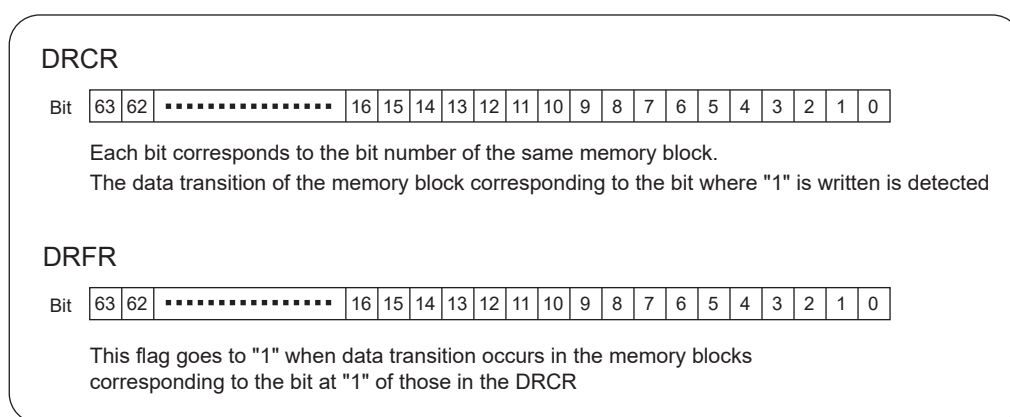 DRCR
Bit 63 62 ................ 16 15 14 13 12 11 10 9 8 7 6 5 4 3 2 1 0
Each bit corresponds to the bit number of the same memory block.
The data transition of the memory block corresponding to the bit where "1" is written is detected
DRFR
Bit 63 62 ................ 16 15 14 13 12 11 10 9 8 7 6 5 4 3 2 1 0
This flag goes to "1" when data transition occurs in the memory blocks
corresponding to the bit at "1" of those in the DRCR